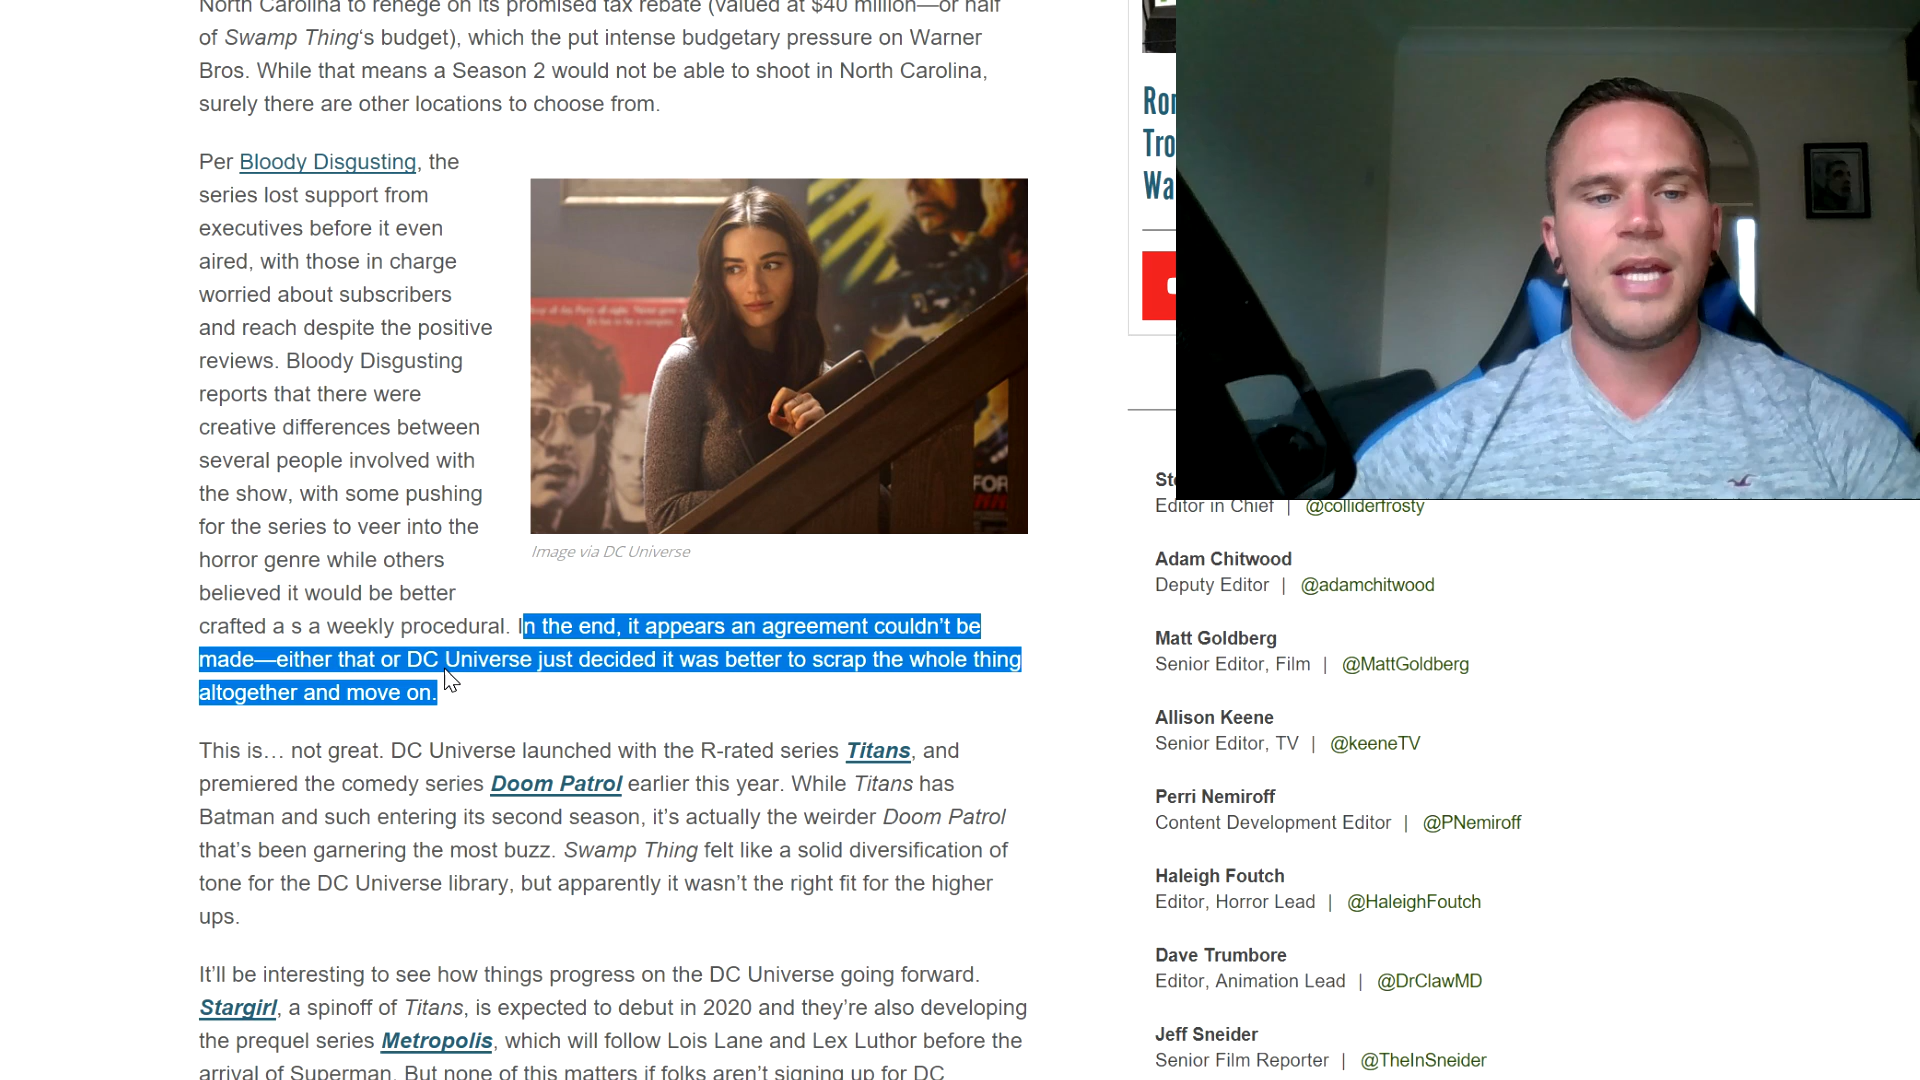 North Carolina to renege on its promised tax rebate (valued at $40 million—or half
of Swamp Thing‘s budget), which the put intense budgetary pressure on Warner
Bros. While that means a Season 2 would not be able to shoot in North Carolina,
surely there are other locations to choose from.
Per Bloody Disgusting, the
series lost support from
executives before it even
aired, with those in charge
worried about subscribers
and reach despite the positive
reviews. Bloody Disgusting
reports that there were
creative differences between
several people involved with
the show, with some pushing
for the series to veer into the
horror genre while others
believed it would be better
crafted a s a weekly procedural. In the end, it appears an agreement couldn’t be
made—either that or DC Universe just decided it was better to scrap the whole thing
altogether and move on.
Image via DC Universe
This is… not great. DC Universe launched with the R-rated series Titans, and
premiered the comedy series Doom Patrol earlier this year. While Titans has
Batman and such entering its second season, it’s actually the weirder Doom Patrol
that’s been garnering the most buzz. Swamp Thing felt like a solid diversification of
tone for the DC Universe library, but apparently it wasn’t the right fit for the higher
ups.
It’ll be interesting to see how things progress on the DC Universe going forward.
Stargirl, a spinoff of Titans, is expected to debut in 2020 and they’re also developing
the prequel series Metropolis, which will follow Lois Lane and Lex Luthor before the
arrival of Superman. But none of this matters if folks aren’t signing up for DC
Tro
Wa
Editor in Chief | @colliderfrosty
Adam Chitwood
Deputy Editor | @adamchitwood
Matt Goldberg
Senior Editor, Film | @MattGoldberg
Allison Keene
Senior Editor, TV | @keeneTV
Perri Nemiroff
Content Development Editor | @PNemiroff
Haleigh Foutch
Editor, Horror Lead | @HaleighFoutch
Dave Trumbore
Editor, Animation Lead | @DrClawMD
Jeff Sneider
Senior Film Reporter | @TheInSneider